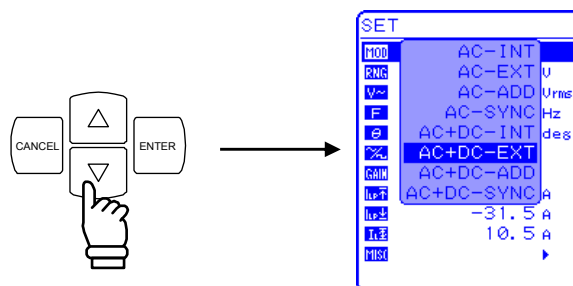 CANCEL
△
▽
ENTER
SET
MOD AC-INT
RNG AC-EXT V
V~ AC-ADD Vrms
F AC-SYNC Hz
θ AC+DC-INT deg
AC+DC-EXT
GAIN AC+DC-ADD
AC+DC-SYNC A
-31.5 A
10.5 A
MISC